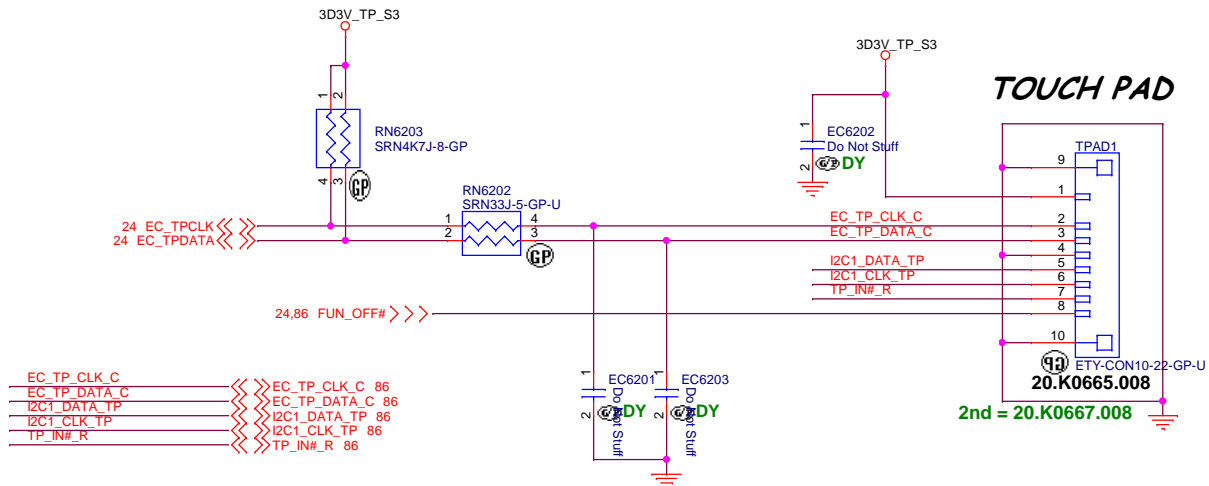 3D3V_TP_S3
1 2
RN6203
SRN4K7J-8-GP
4 3
GP
24 EC_TPCLK
24 EC_TPDATA
RN6202
SRN33J-5-GP-U
1 4
2 3
GP
3D3V_TP_S3
1
EC6202
Do Not Stuff
2 G/P DY
TOUCH PAD
TPAD1
9
1
EC_TP_CLK_C 2
EC_TP_DATA_C 3
4
I2C1_DATA_TP 5
I2C1_CLK_TP 6
TP_IN#_R 7
8
10
24,86 FUN_OFF#
GP
ETY-CON10-22-GP-U
20.K0665.008
2nd = 20.K0667.008
1
EC6201
Do Not Stuff
2 G/P DY
1
EC6203
Do Not Stuff
2 G/P DY
EC_TP_CLK_C EC_TP_CLK_C 86
EC_TP_DATA_C EC_TP_DATA_C 86
I2C1_DATA_TP I2C1_DATA_TP 86
I2C1_CLK_TP I2C1_CLK_TP 86
TP_IN#_R TP_IN#_R 86